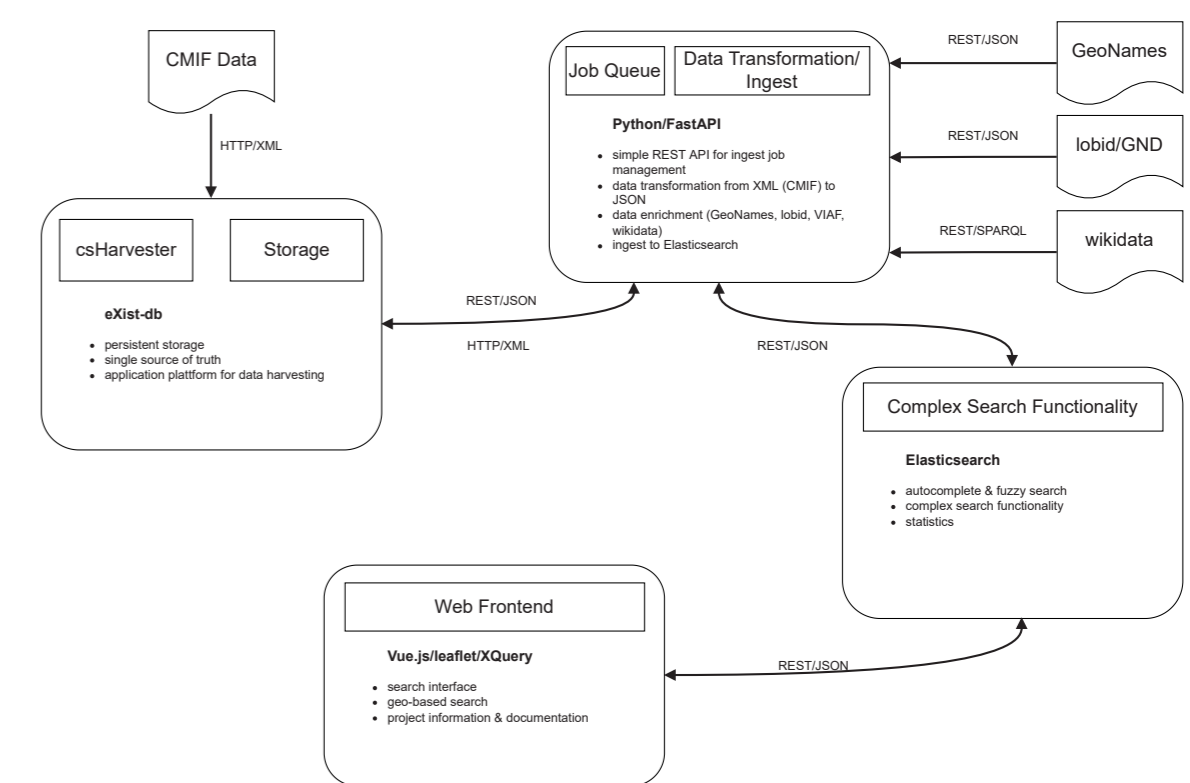 CMIF Data
HTTP/XML
csHarvester
Storage
eXist-db
persistent storage
single source of truth
application plattform for data harvesting
REST/JSON
HTTP/XML
Job Queue
Data Transformation/
Ingest
Python/FastAPI
simple REST API for ingest job
management
data transformation from XML (CMIF) to
JSON
data enrichment (GeoNames, lobid, VIAF,
wikidata)
ingest to Elasticsearch
REST/JSON
GeoNames
REST/JSON
lobid/GND
REST/SPARQL
wikidata
REST/JSON
Complex Search Functionality
Elasticsearch
autocomplete & fuzzy search
complex search functionality
statistics
REST/JSON
Web Frontend
Vue.js/leaflet/XQuery
search interface
geo-based search
project information & documentation